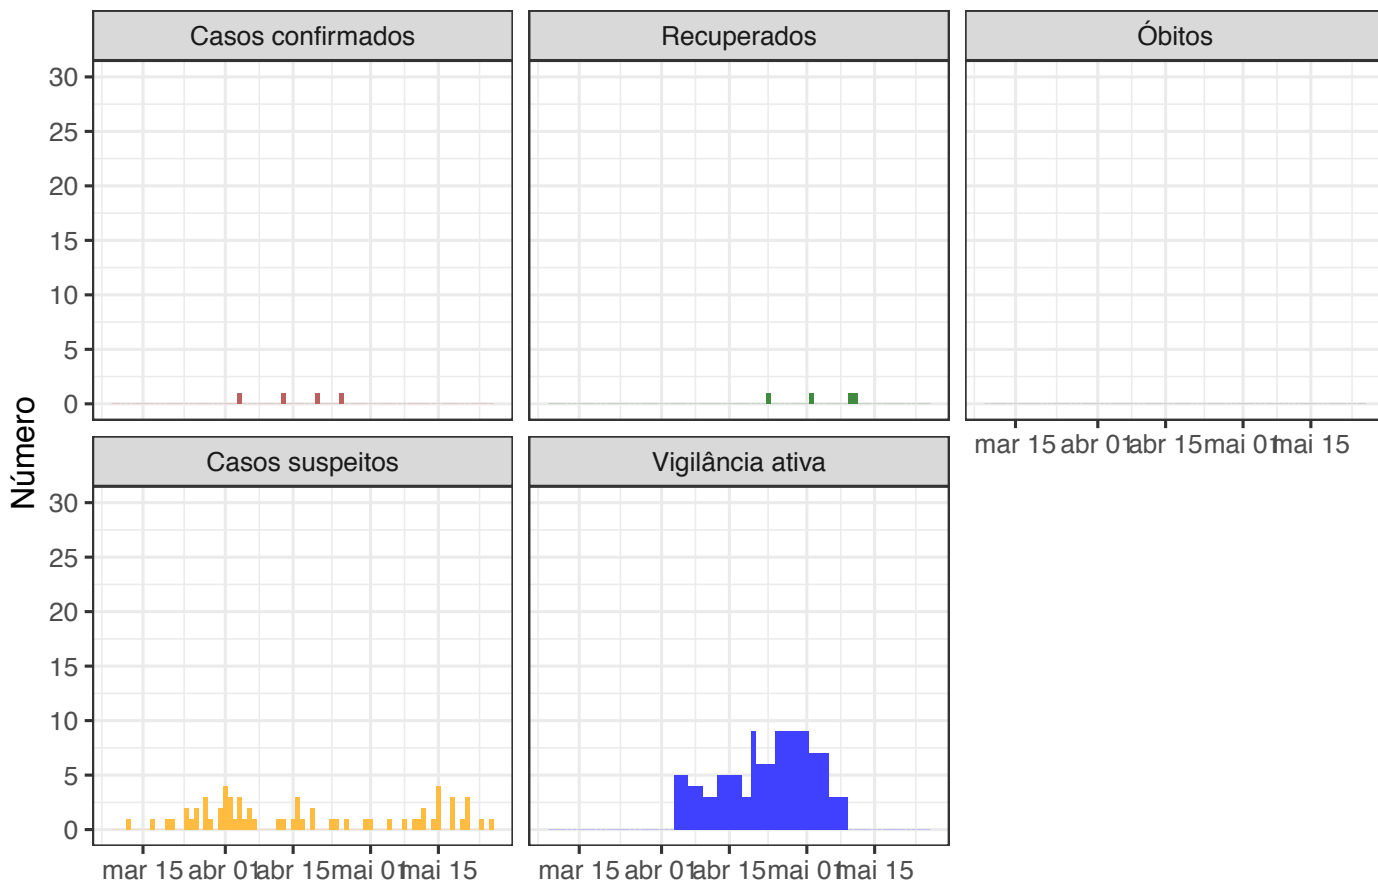 Casos confirmados
Recuperados
Óbitos
Número
30
25
20
15
10
5
0
mar 15 abr 01 abr 15 mai 01 mai 15
Casos suspeitos
Vigilância ativa
30
25
20
15
10
5
0
mar 15 abr 01 abr 15 mai 01 mai 15
mar 15 abr 01 abr 15 mai 01 mai 15